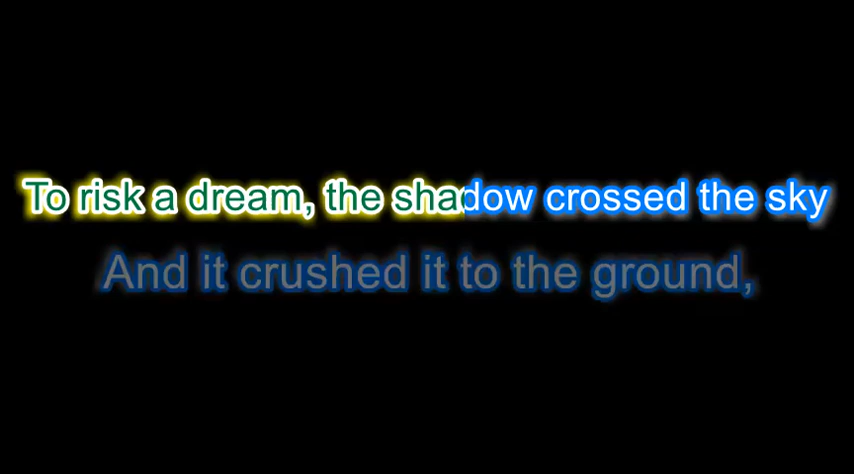 To risk a dream, the shadow crossed the sky
And it crushed it to the ground,